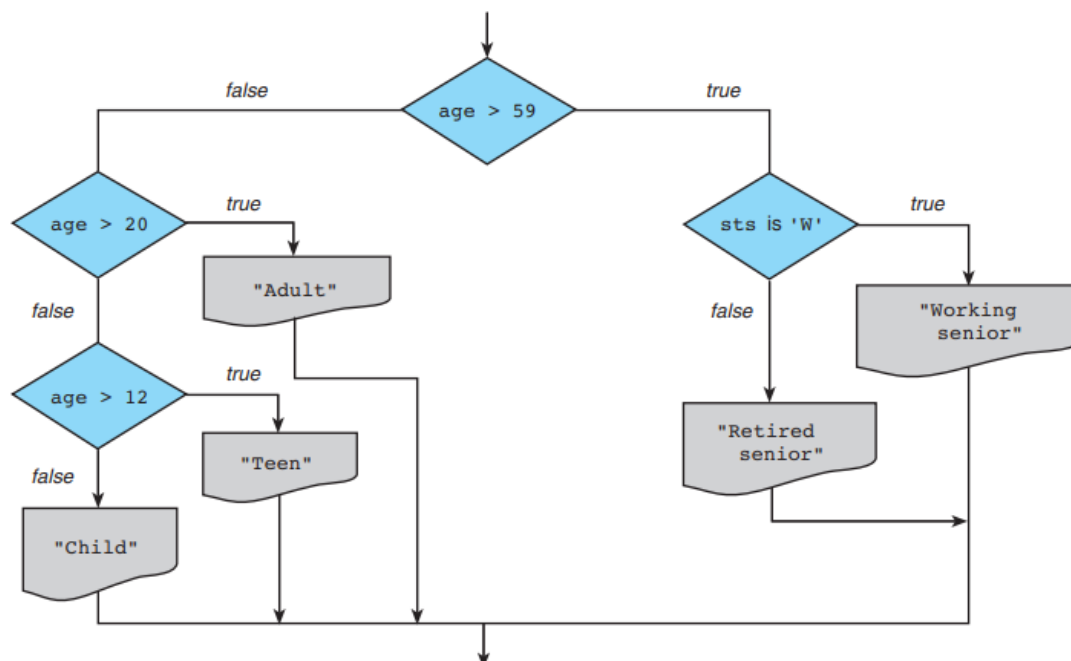 false
true
age > 59
age > 20
true
sts is 'W'
true
"Adult"
false
false
"Working
senior"
age > 12
true
"Retired
senior"
"Teen"
false
"Child"